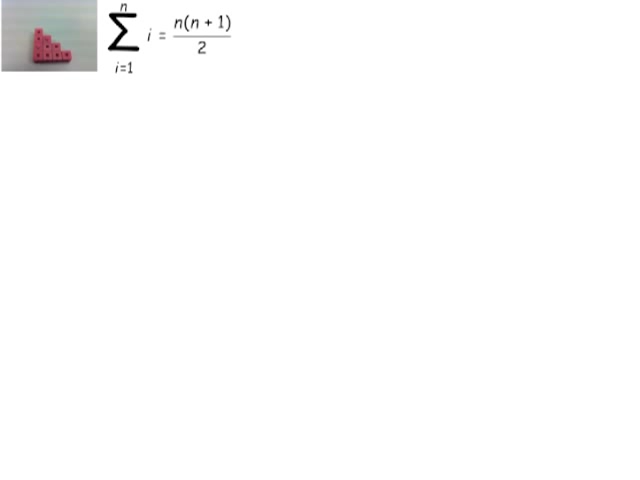 n
∑ i = n(n + 1)
2
i=1